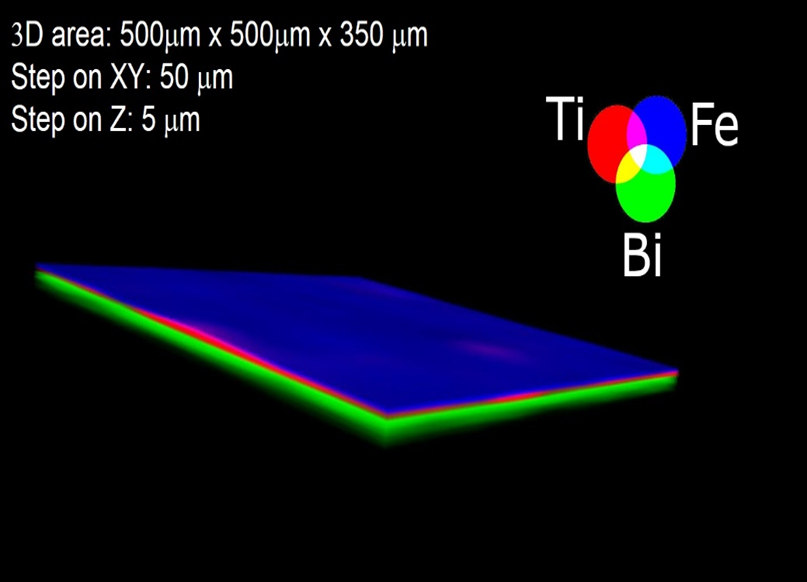 3D area: 500μm x 500μm x 350 μm
Step on XY: 50 μm
Step on Z: 5 μm
Ti
Fe
Bi